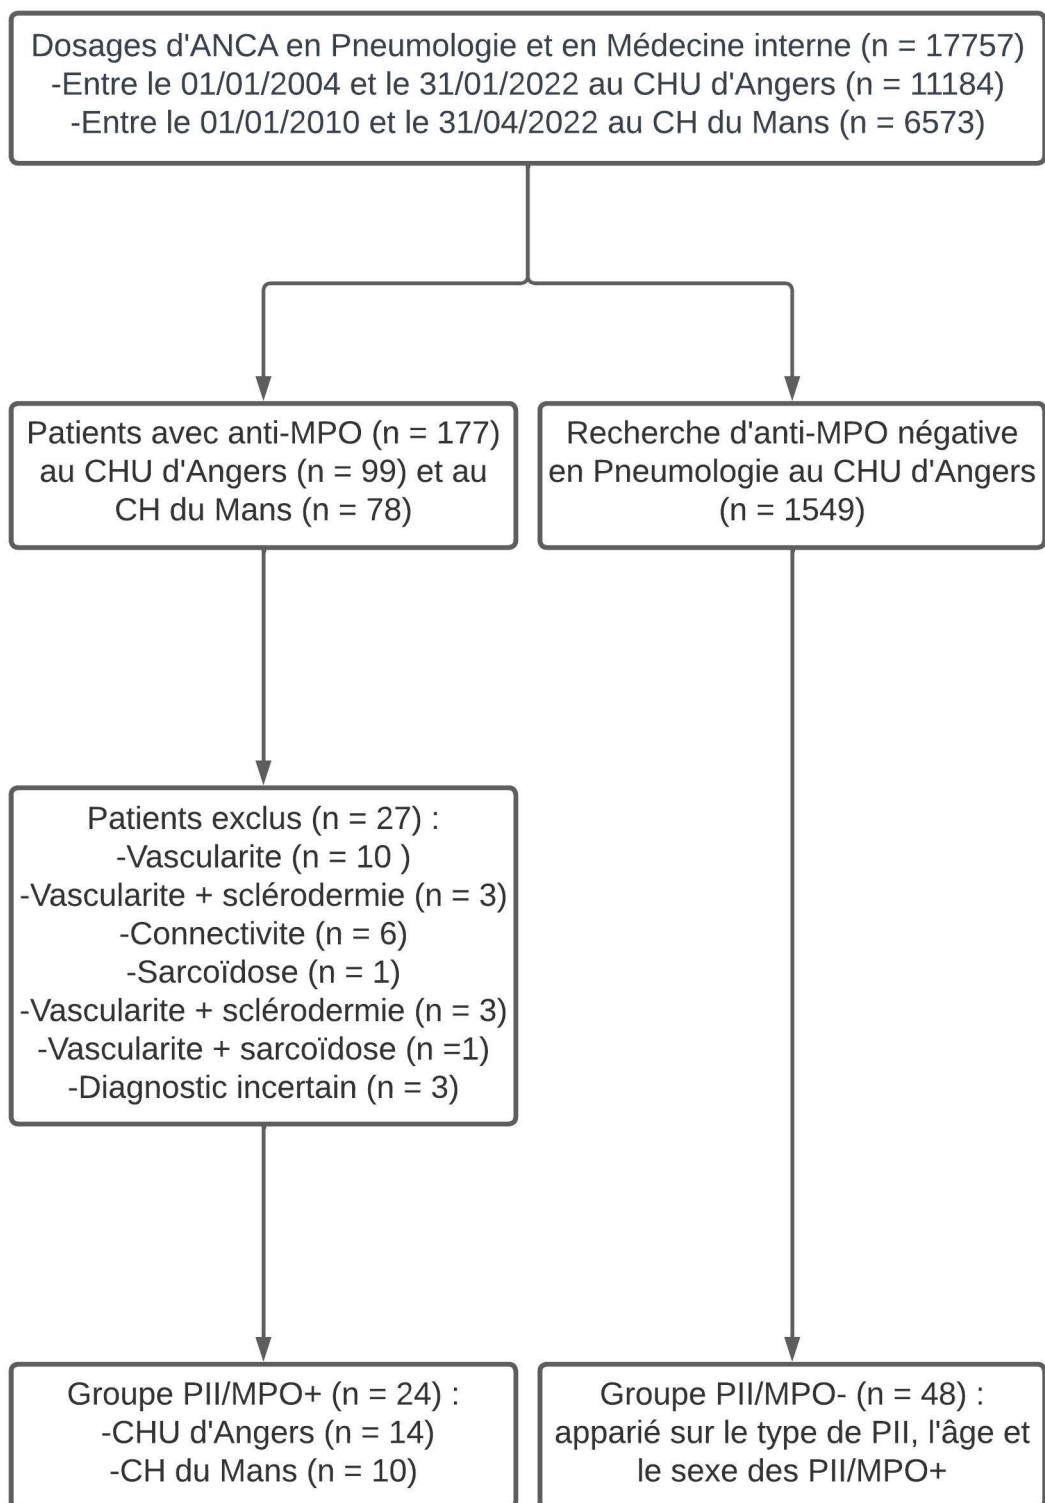 Dosages d'ANCA en Pneumologie et en Médecine interne (n = 17757)
-Entre le 01/01/2004 et le 31/01/2022 au CHU d'Angers (n = 11184)
-Entre le 01/01/2010 et le 31/04/2022 au CH du Mans (n = 6573)
Patients avec anti-MPO (n = 177)
au CHU d'Angers (n = 99) et au
CH du Mans (n = 78)
Recherche d'anti-MPO négative
en Pneumologie au CHU d'Angers
(n = 1549)
Patients exclus (n = 27) :
-Vascularite (n = 10 )
-Vascularite + sclérodermie (n = 3)
-Connectivite (n = 6)
-Sarcoïdose (n = 1)
-Vascularite + sclérodermie (n = 3)
-Vascularite + sarcoïdose (n =1)
-Diagnostic incertain (n = 3)
Groupe PII/MPO+ (n = 24) :
-CHU d'Angers (n = 14)
-CH du Mans (n = 10)
Groupe PII/MPO- (n = 48) :
apparié sur le type de PII, l'âge et
le sexe des PII/MPO+